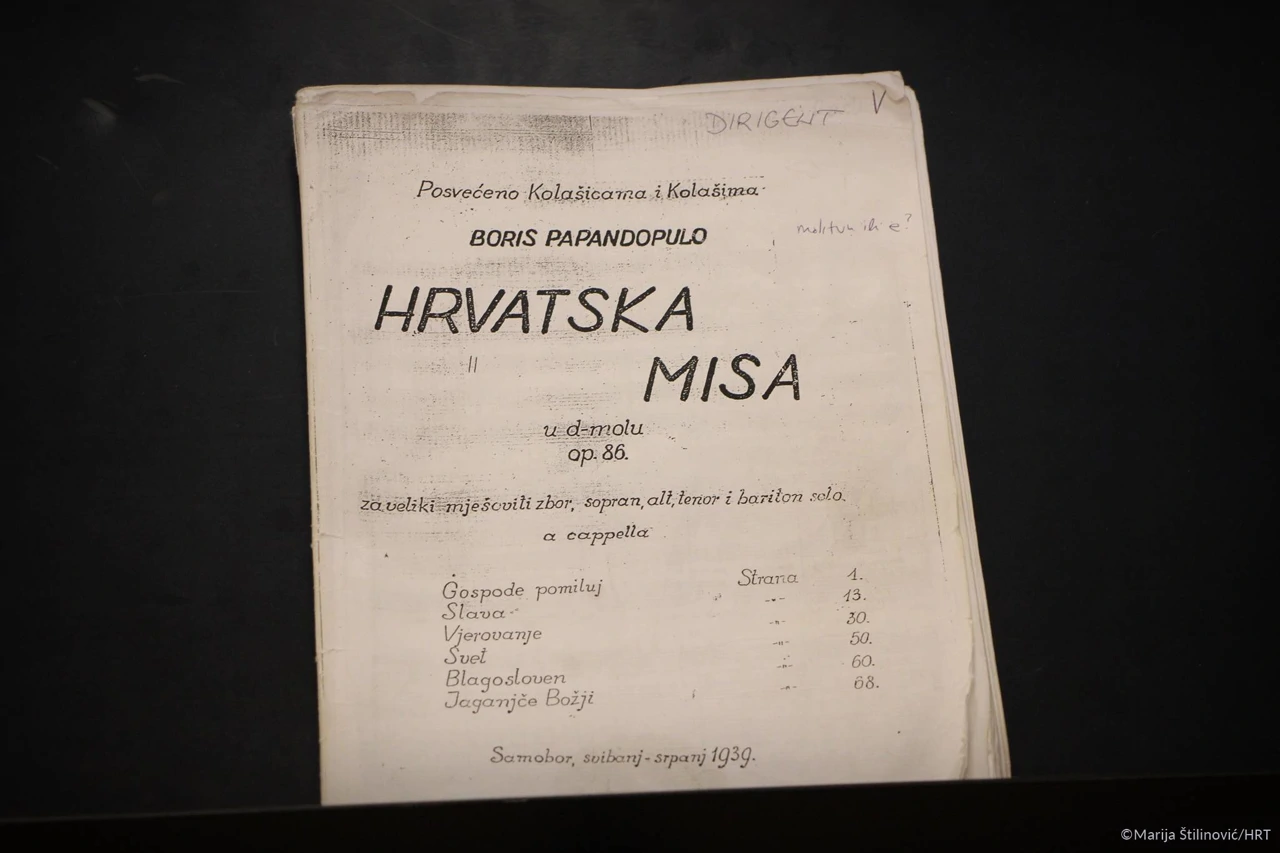 DIRIGENT V
Posvećeno Kolašicama i Kolašima
BORIS PAPANDOPULO
HRVATSKA
MISA
u d-molu
op. 86.
za veliki mješoviti zbor, sopran, alt, tenor i bariton solo.
a cappella
Gospode pomiluj Strana 1.
Slava -"- 13.
Vjerovanje -"- 30.
Svet -"- 50.
Blagosloven -"- 60.
Jaganjče Božji -"- 68.
Samobor, svibanj - srpanj 1939.
©Marija Štilinović/HRT